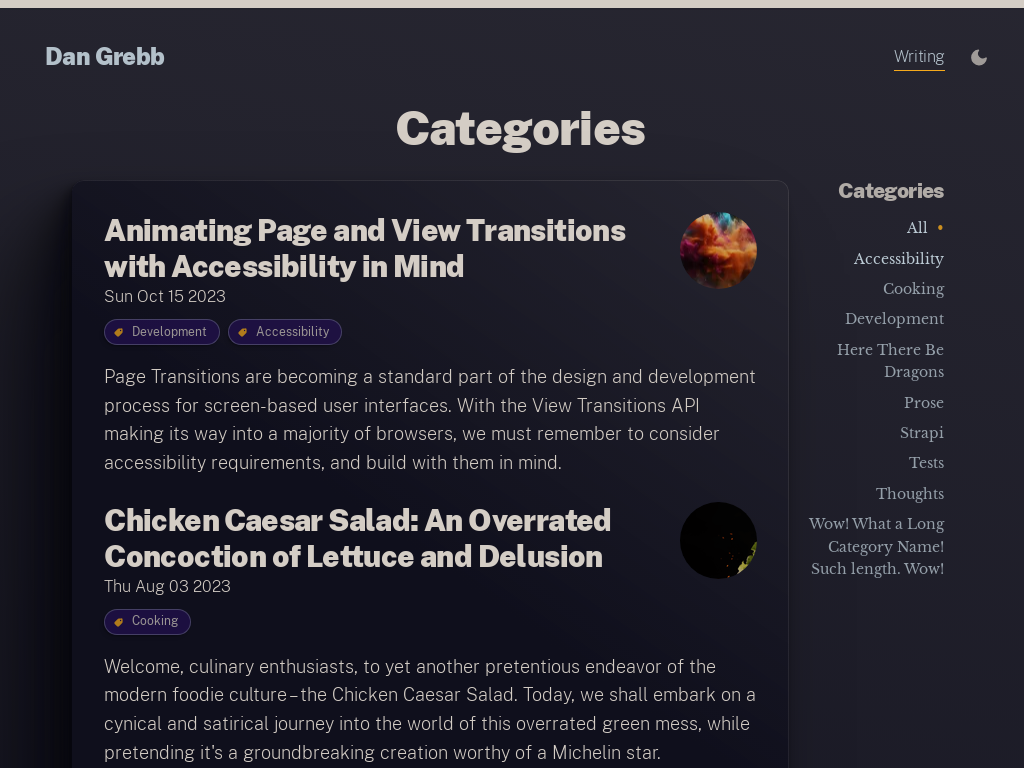 Dan Grebb
Writing
Categories
Animating Page and View Transitions
with Accessibility in Mind
Sun Oct 15 2023
Development
Accessibility
Page Transitions are becoming a standard part of the design and development
process for screen-based user interfaces. With the View Transitions API
making its way into a majority of browsers, we must remember to consider
accessibility requirements, and build with them in mind.
Chicken Caesar Salad: An Overrated
Concoction of Lettuce and Delusion
Thu Aug 03 2023
Cooking
Welcome, culinary enthusiasts, to yet another pretentious endeavor of the
modern foodie culture–the Chicken Caesar Salad. Today, we shall embark on a
cynical and satirical journey into the world of this overrated green mess, while
pretending it's a groundbreaking creation worthy of a Michelin star.
Categories
All •
Accessibility
Cooking
Development
Here There Be
Dragons
Prose
Strapi
Tests
Thoughts
Wow! What a Long
Category Name!
Such length. Wow!